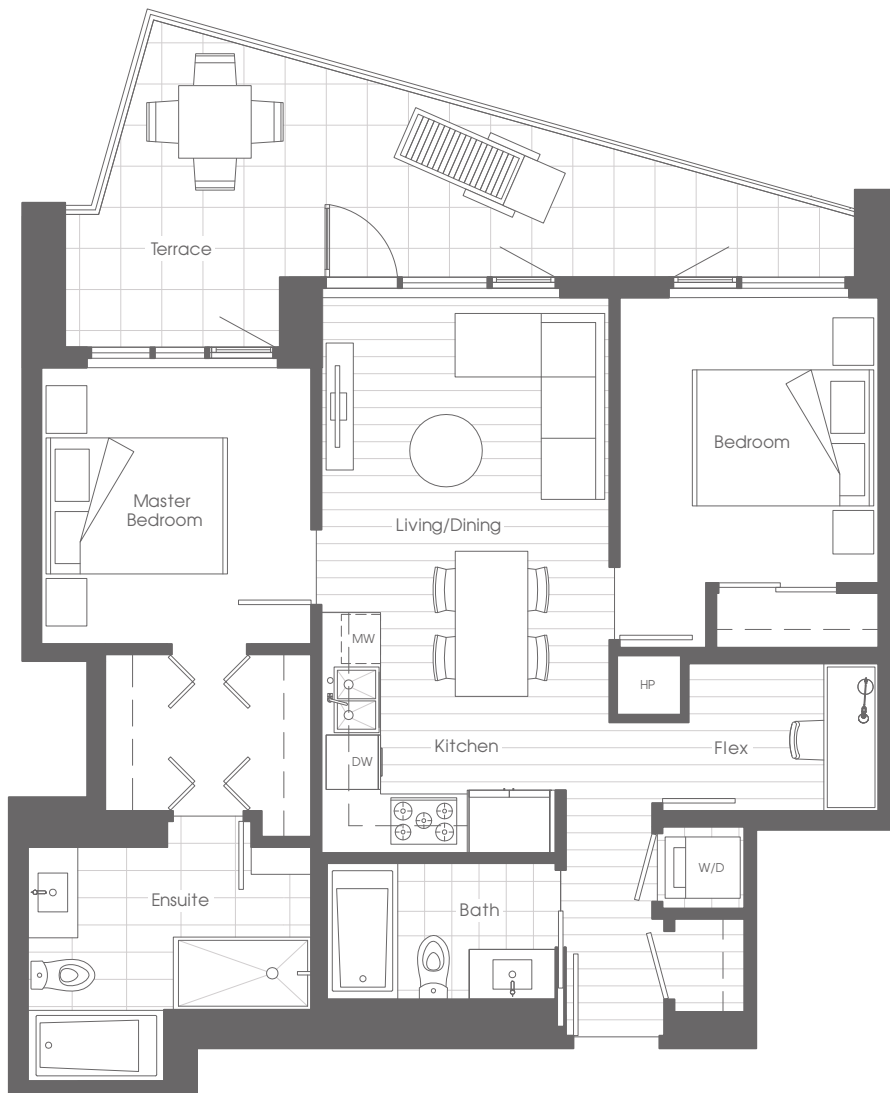 Terrace
Bedroom
Master
Bedroom
Living/Dining
MW
HP
Kitchen
Flex
DW
W/D
Ensuite
Bath